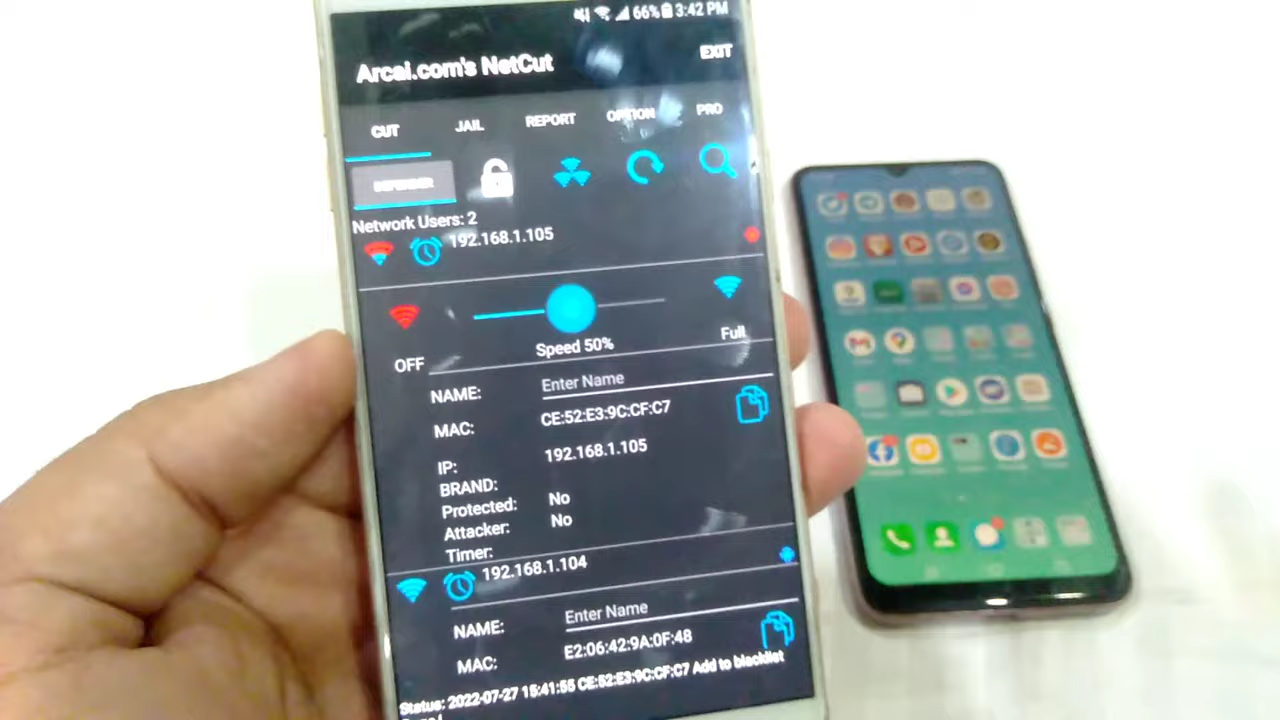 66% 3:42 PM
Arcai.com's NetCut
EXIT
CUT JAIL REPORT OPTION PRO
DEFENDER
Network Users: 2
192.168.1.105
OFF
Speed 50%
Full
NAME: Enter Name
MAC: CE:52:E3:9C:CF:C7
IP: 192.168.1.105
BRAND:
Protected: No
Attacker: No
Timer:
192.168.1.104
NAME: Enter Name
MAC: E2:06:42:9A:0F:48
Status: 2022-07-27 15:41:55 CE:52:E3:9C:CF:C7 Add to blacklist